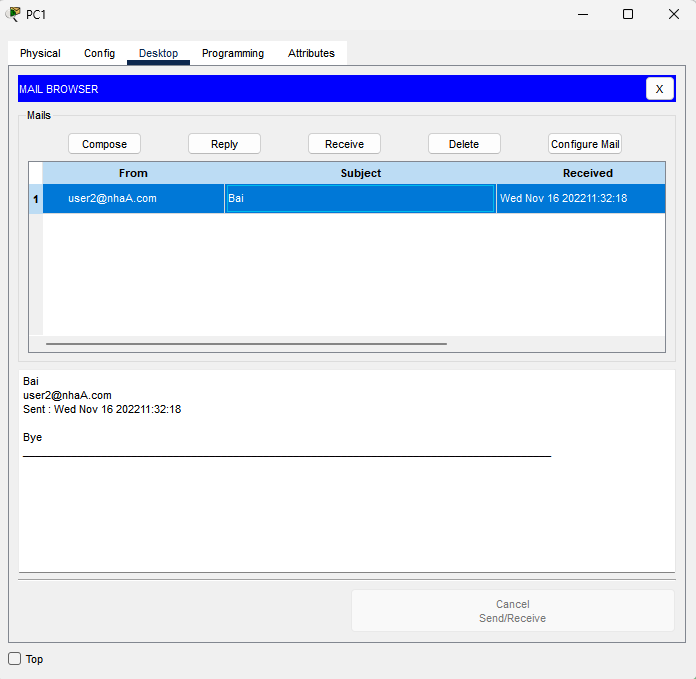 PC1
Physical Config Desktop Programming Attributes
MAIL BROWSER X
Mails
Compose Reply Receive Delete Configure Mail
From Subject Received
1 user2@nhaA.com Bai Wed Nov 16 202211:32:18
Bai
user2@nhaA.com
Sent : Wed Nov 16 202211:32:18
Bye
Cancel
Send/Receive
Top